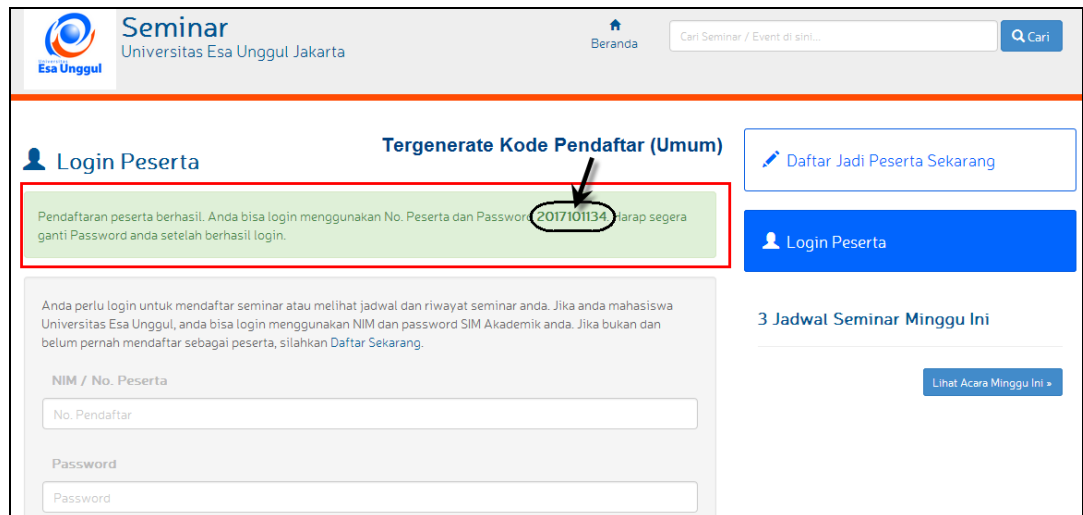 Seminar
Universitas Esa Unggul Jakarta
Universitas
Esa Unggul
Beranda
Cari Seminar / Event di sini...
Cari
Login Peserta
Tergenerate Kode Pendaftar (Umum)
Pendaftaran peserta berhasil. Anda bisa login menggunakan No. Peserta dan Password 2017101134. Harap segera
ganti Password anda setelah berhasil login.
Anda perlu login untuk mendaftar seminar atau melihat jadwal dan riwayat seminar anda. Jika anda mahasiswa
Universitas Esa Unggul, anda bisa login menggunakan NIM dan password SIM Akademik anda. Jika bukan dan
belum pernah mendaftar sebagai peserta, silahkan Daftar Sekarang.
NIM / No. Peserta
No. Pendaftar
Password
Password
Daftar Jadi Peserta Sekarang
Login Peserta
3 Jadwal Seminar Minggu Ini
Lihat Acara Minggu Ini »